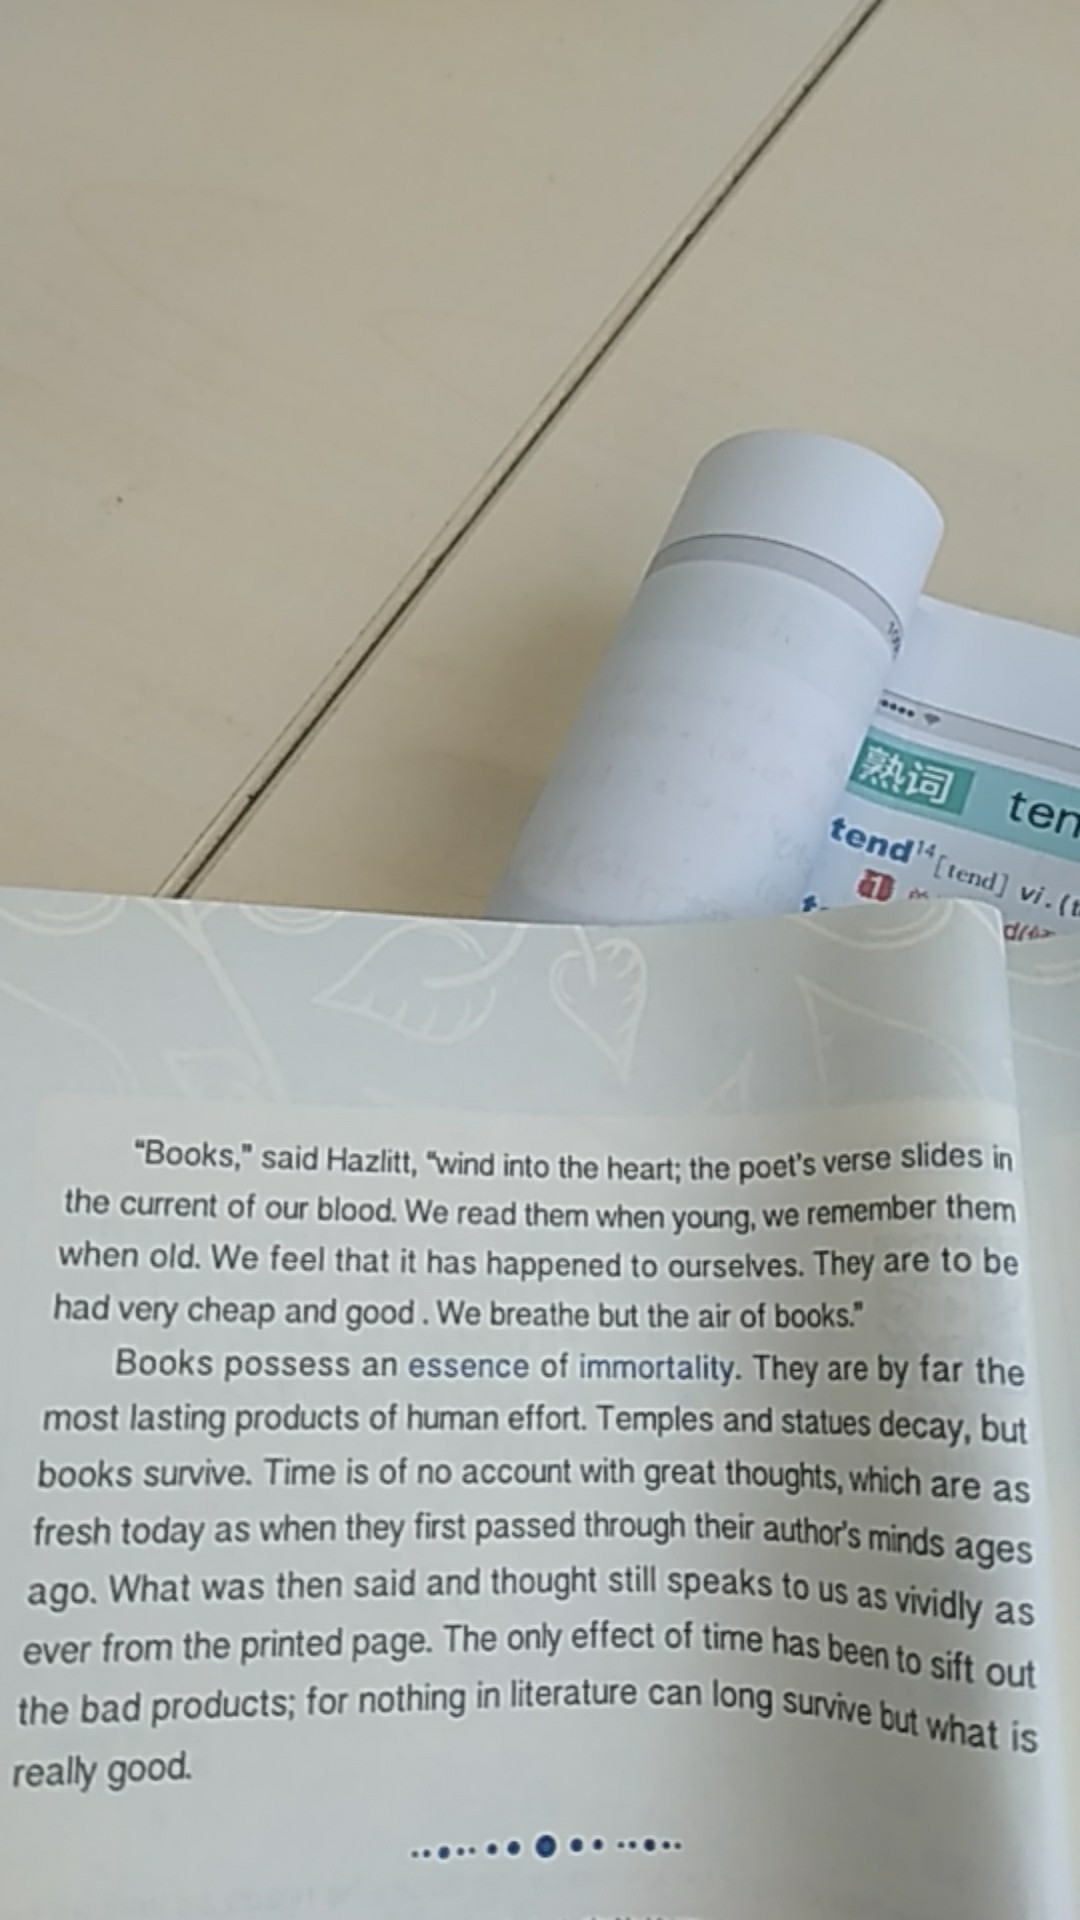 熟词 ten
tend14 [tend] vi. (t
"Books," said Hazlitt, "wind into the heart; the poet's verse slides in
the current of our blood. We read them when young, we remember them
when old. We feel that it has happened to ourselves. They are to be
had very cheap and good . We breathe but the air of books."
Books possess an essence of immortality. They are by far the
most lasting products of human effort. Temples and statues decay, but
books survive. Time is of no account with great thoughts, which are as
fresh today as when they first passed through their author's minds ages
ago. What was then said and thought still speaks to us as vividly as
ever from the printed page. The only effect of time has been to sift out
the bad products; for nothing in literature can long survive but what is
really good.